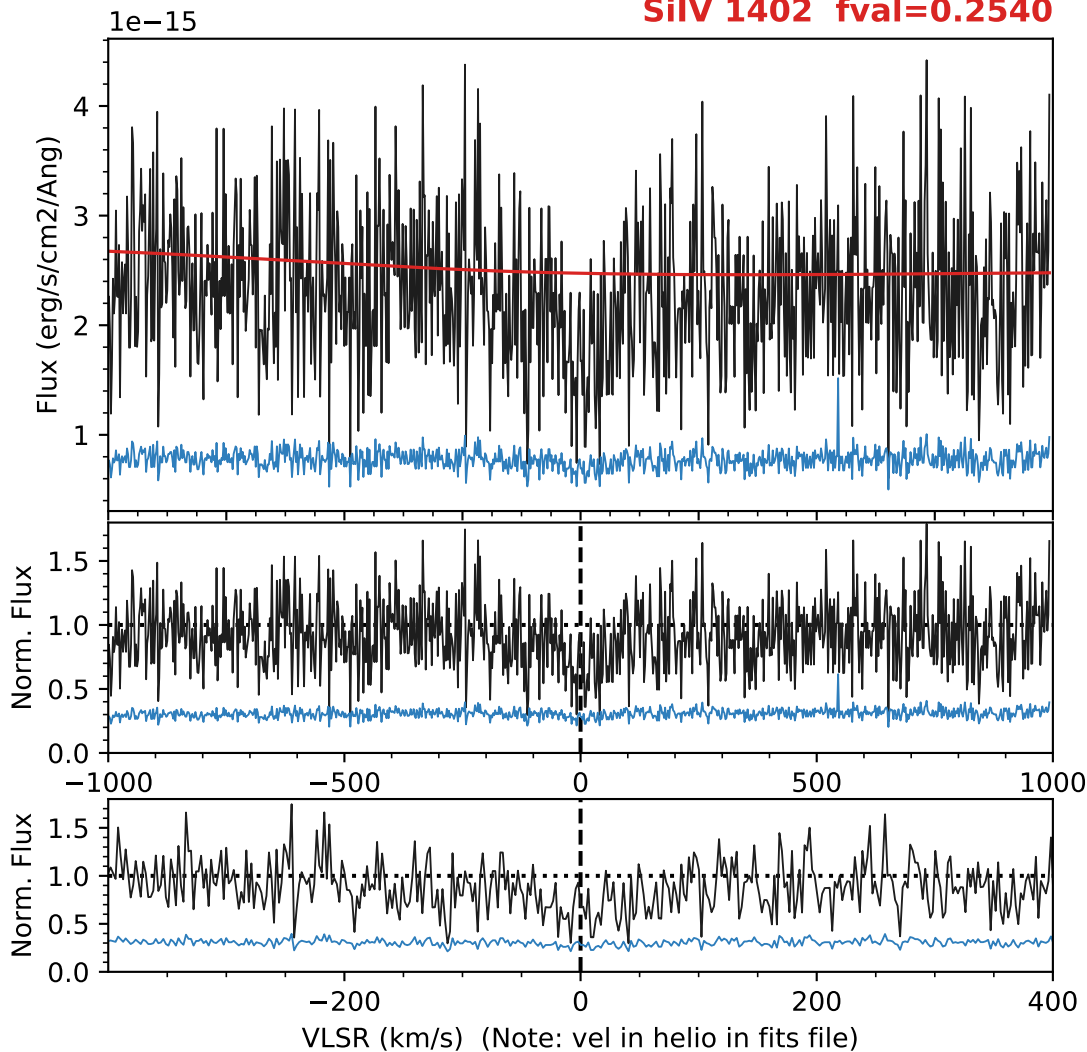 SiIV 1402 fval=0.2540
1e−15
Flux (erg/s/cm2/Ang)
4
3
2
1
Norm. Flux
1.5
1.0
0.5
0.0
−1000 −500 0 500 1000
Norm. Flux
1.5
1.0
0.5
0.0
−200 0 200 400
VLSR (km/s) (Note: vel in helio in fits file)